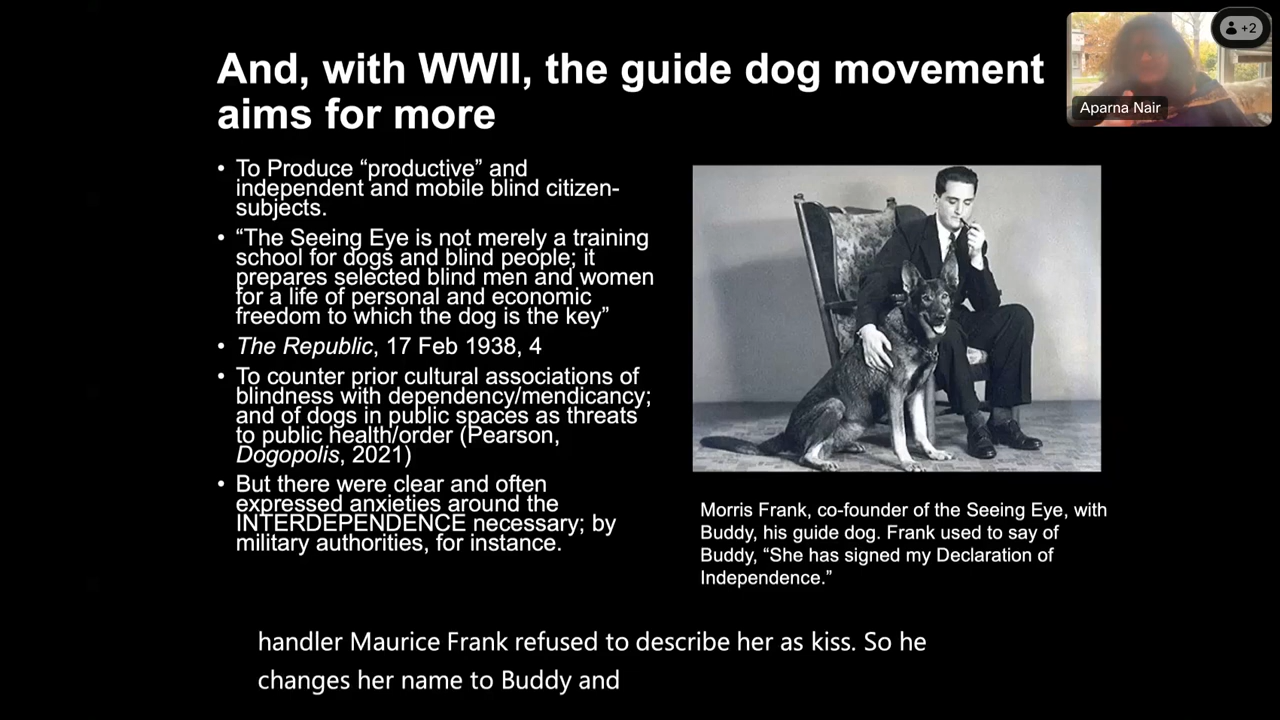 And, with WWII, the guide dog movement
aims for more
+2
Aparna Nair
• To Produce “productive” and
independent and mobile blind citizen-
subjects.
• “The Seeing Eye is not merely a training
school for dogs and blind people; it
prepares selected blind men and women
for a life of personal and economic
freedom to which the dog is the key”
• The Republic, 17 Feb 1938, 4
• To counter prior cultural associations of
blindness with dependency/mendicancy;
and of dogs in public spaces as threats
to public health/order (Pearson,
Dogopolis, 2021)
• But there were clear and often
expressed anxieties around the
INTERDEPENDENCE necessary; by
military authorities, for instance.
Morris Frank, co-founder of the Seeing Eye, with
Buddy, his guide dog. Frank used to say of
Buddy, “She has signed my Declaration of
Independence.”
handler Maurice Frank refused to describe her as kiss. So he
changes her name to Buddy and